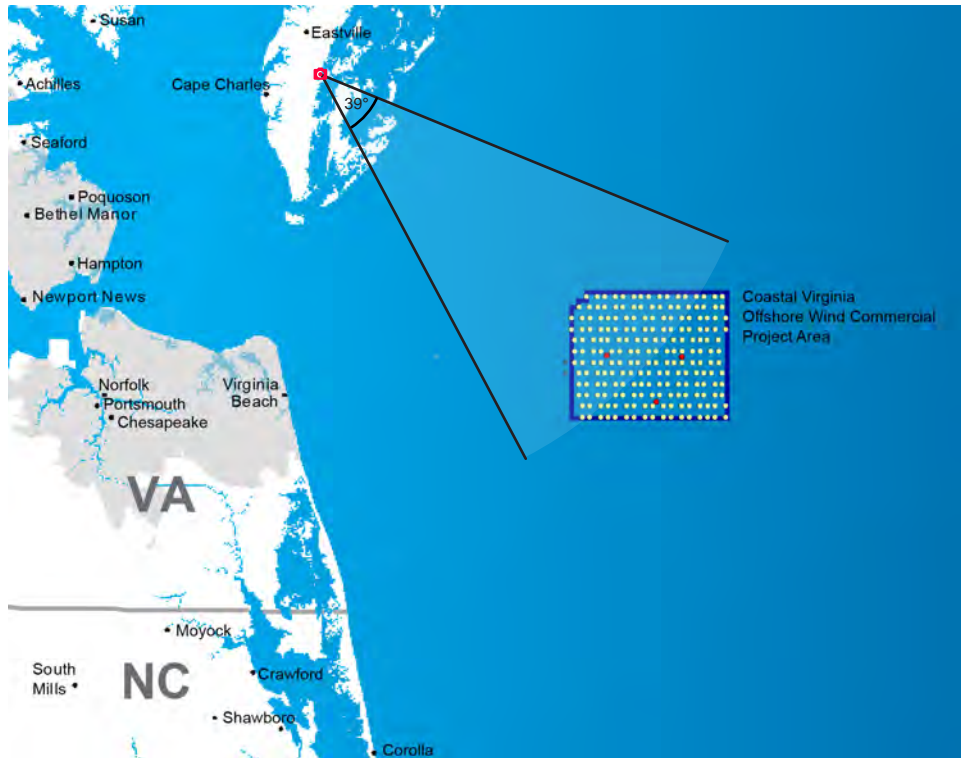 Susan
Eastville
Achilles
Cape Charles
39°
Seaford
Poquoson
Bethel Manor
Hampton
Newport News
Coastal Virginia
Offshore Wind Commercial
Project Area
Norfolk
Portsmouth
Chesapeake
Virginia
Beach
VA
Moyock
NC
South
Mills
Crawford
Shawboro
Corolla